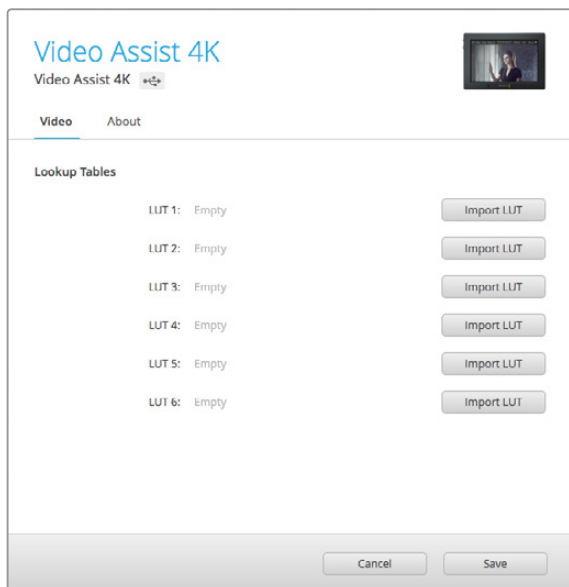 Video Assist 4K
Video Assist 4K
Video About
Lookup Tables
LUT 1: Empty Import LUT
LUT 2: Empty Import LUT
LUT 3: Empty Import LUT
LUT 4: Empty Import LUT
LUT 5: Empty Import LUT
LUT 6: Empty Import LUT
Cancel Save